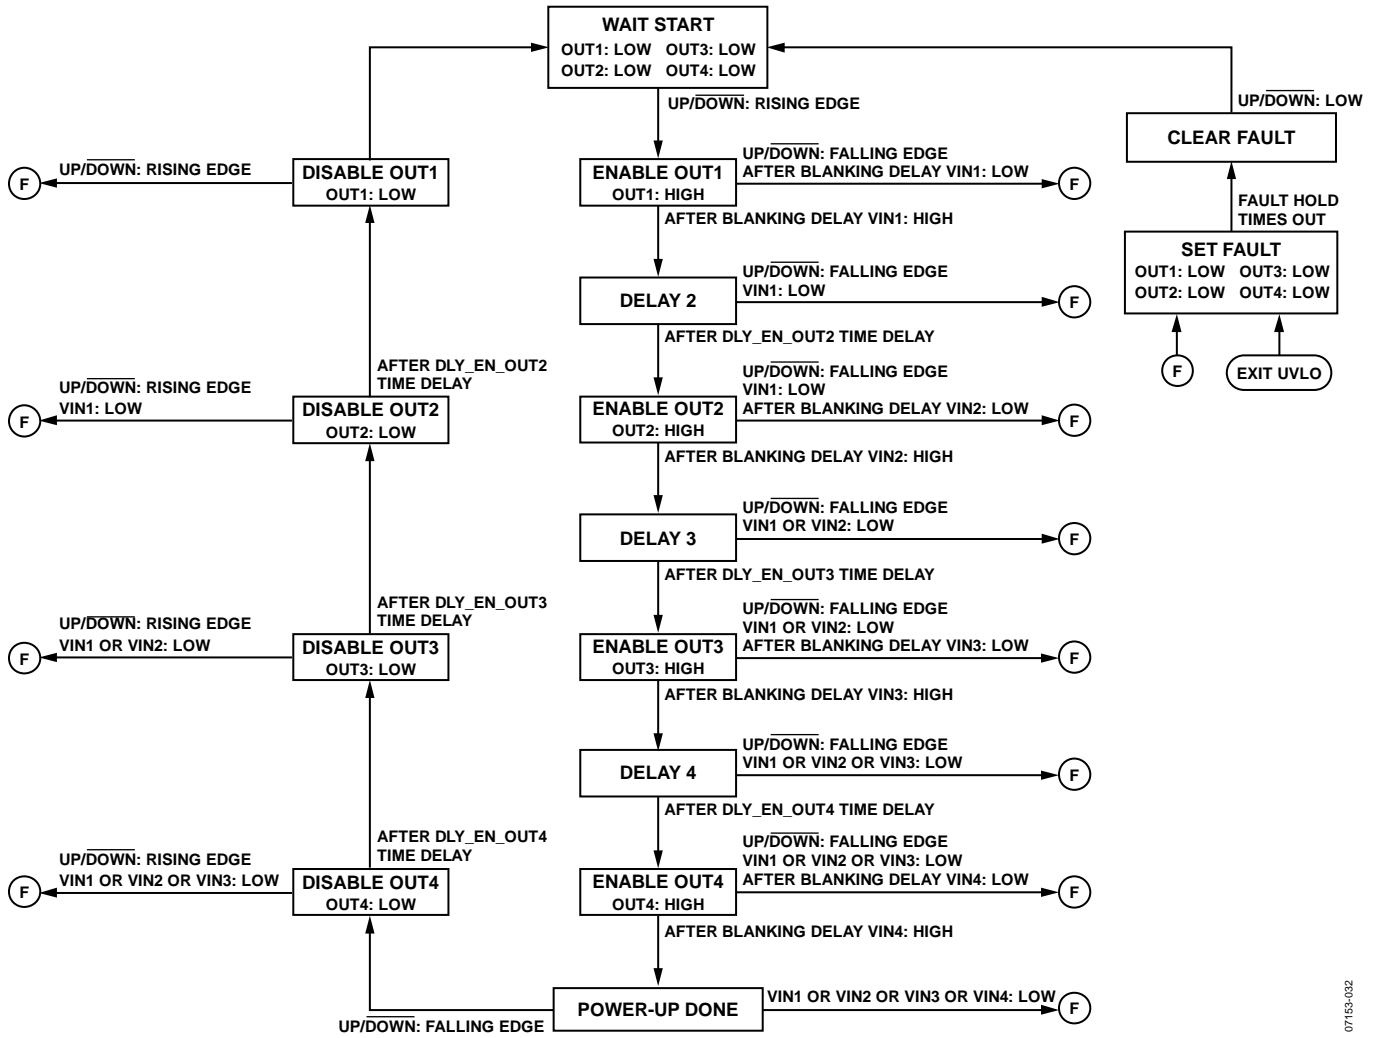 WAIT START
OUT1: LOW OUT3: LOW
OUT2: LOW OUT4: LOW
UP/DOWN: RISING EDGE
UP/DOWN: LOW
CLEAR FAULT
FAULT HOLD
TIMES OUT
SET FAULT
OUT1: LOW OUT3: LOW
OUT2: LOW OUT4: LOW
F
EXIT UVLO
F
UP/DOWN: RISING EDGE
DISABLE OUT1
OUT1: LOW
ENABLE OUT1
OUT1: HIGH
UP/DOWN: FALLING EDGE
AFTER BLANKING DELAY VIN1: LOW
F
AFTER BLANKING DELAY VIN1: HIGH
DELAY 2
UP/DOWN: FALLING EDGE
VIN1: LOW
F
AFTER DLY_EN_OUT2 TIME DELAY
AFTER DLY_EN_OUT2
TIME DELAY
F
UP/DOWN: RISING EDGE
VIN1: LOW
DISABLE OUT2
OUT2: LOW
ENABLE OUT2
OUT2: HIGH
UP/DOWN: FALLING EDGE
VIN1: LOW
AFTER BLANKING DELAY VIN2: LOW
F
AFTER BLANKING DELAY VIN2: HIGH
DELAY 3
UP/DOWN: FALLING EDGE
VIN1 OR VIN2: LOW
F
AFTER DLY_EN_OUT3 TIME DELAY
AFTER DLY_EN_OUT3
TIME DELAY
F
UP/DOWN: RISING EDGE
VIN1 OR VIN2: LOW
DISABLE OUT3
OUT3: LOW
ENABLE OUT3
OUT3: HIGH
UP/DOWN: FALLING EDGE
VIN1 OR VIN2: LOW
AFTER BLANKING DELAY VIN3: LOW
F
AFTER BLANKING DELAY VIN3: HIGH
DELAY 4
UP/DOWN: FALLING EDGE
VIN1 OR VIN2 OR VIN3: LOW
F
AFTER DLY_EN_OUT4 TIME DELAY
AFTER DLY_EN_OUT4
TIME DELAY
F
UP/DOWN: RISING EDGE
VIN1 OR VIN2 OR VIN3: LOW
DISABLE OUT4
OUT4: LOW
ENABLE OUT4
OUT4: HIGH
UP/DOWN: FALLING EDGE
VIN1 OR VIN2 OR VIN3: LOW
AFTER BLANKING DELAY VIN4: LOW
F
AFTER BLANKING DELAY VIN4: HIGH
POWER-UP DONE
VIN1 OR VIN2 OR VIN3 OR VIN4: LOW
F
UP/DOWN: FALLING EDGE
07153-032